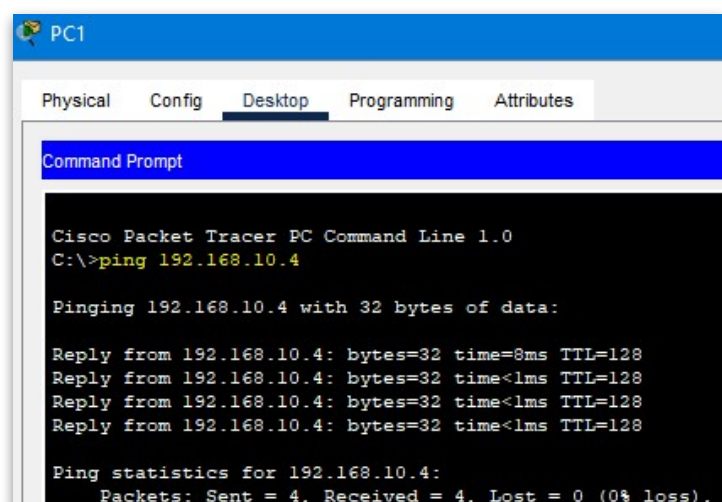 PC1
Physical Config Desktop Programming Attributes
Command Prompt
Cisco Packet Tracer PC Command Line 1.0
C:\>ping 192.168.10.4
Pinging 192.168.10.4 with 32 bytes of data:
Reply from 192.168.10.4: bytes=32 time=8ms TTL=128
Reply from 192.168.10.4: bytes=32 time<1ms TTL=128
Reply from 192.168.10.4: bytes=32 time<1ms TTL=128
Reply from 192.168.10.4: bytes=32 time<1ms TTL=128
Ping statistics for 192.168.10.4:
Packets: Sent = 4, Received = 4, Lost = 0 (0% loss),